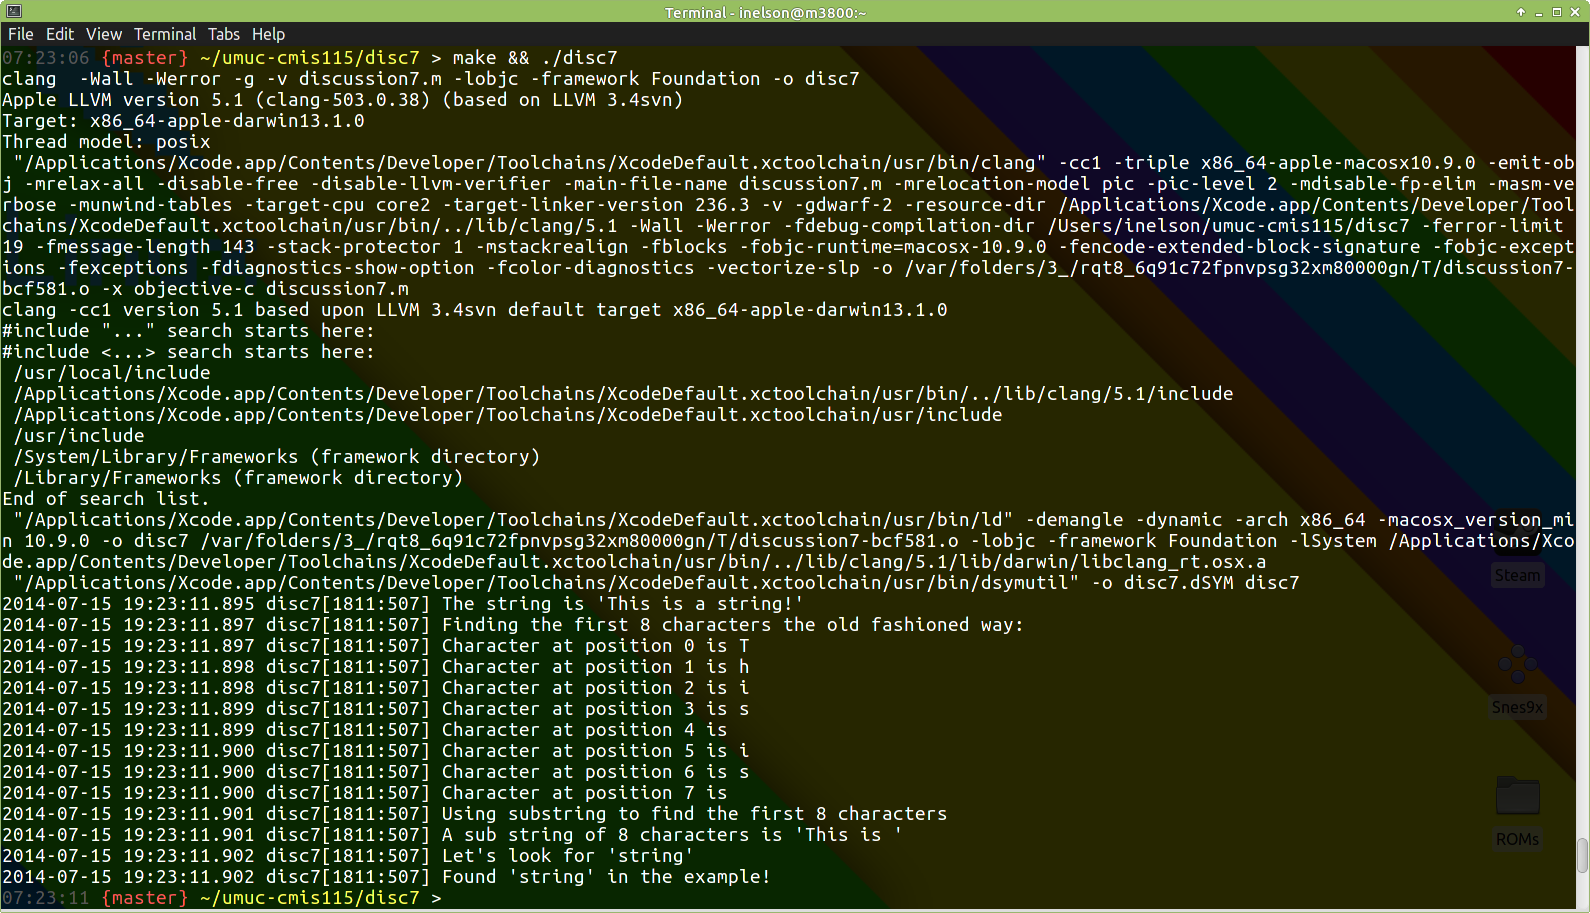 Terminal - inelson@m3800:~
File Edit View Terminal Tabs Help
07:23:06 {master} ~/umuc-cmis115/disc7 > make && ./disc7
clang  -Wall -Werror -g -v discussion7.m -lobjc -framework Foundation -o disc7
Apple LLVM version 5.1 (clang-503.0.38) (based on LLVM 3.4svn)
Target: x86_64-apple-darwin13.1.0
Thread model: posix
 "/Applications/Xcode.app/Contents/Developer/Toolchains/XcodeDefault.xctoolchain/usr/bin/clang" -cc1 -triple x86_64-apple-macosx10.9.0 -emit-ob
j -mrelax-all -disable-free -disable-llvm-verifier -main-file-name discussion7.m -mrelocation-model pic -pic-level 2 -mdisable-fp-elim -masm-ve
rbose -munwind-tables -target-cpu core2 -target-linker-version 236.3 -v -gdwarf-2 -resource-dir /Applications/Xcode.app/Contents/Developer/Tool
chains/XcodeDefault.xctoolchain/usr/bin/../lib/clang/5.1 -Wall -Werror -fdebug-compilation-dir /Users/inelson/umuc-cmis115/disc7 -ferror-limit 
19 -fmessage-length 143 -stack-protector 1 -mstackrealign -fblocks -fobjc-runtime=macosx-10.9.0 -fencode-extended-block-signature -fobjc-except
ions -fexceptions -fdiagnostics-show-option -fcolor-diagnostics -vectorize-slp -o /var/folders/3_/rqt8_6q91c72fpnvpsg32xm80000gn/T/discussion7-
bcf581.o -x objective-c discussion7.m
clang -cc1 version 5.1 based upon LLVM 3.4svn default target x86_64-apple-darwin13.1.0
#include "..." search starts here:
#include <...> search starts here:
 /usr/local/include
 /Applications/Xcode.app/Contents/Developer/Toolchains/XcodeDefault.xctoolchain/usr/bin/../lib/clang/5.1/include
 /Applications/Xcode.app/Contents/Developer/Toolchains/XcodeDefault.xctoolchain/usr/include
 /usr/include
 /System/Library/Frameworks (framework directory)
 /Library/Frameworks (framework directory)
End of search list.
 "/Applications/Xcode.app/Contents/Developer/Toolchains/XcodeDefault.xctoolchain/usr/bin/ld" -demangle -dynamic -arch x86_64 -macosx_version_mi
n 10.9.0 -o disc7 /var/folders/3_/rqt8_6q91c72fpnvpsg32xm80000gn/T/discussion7-bcf581.o -lobjc -framework Foundation -lSystem /Applications/Xco
de.app/Contents/Developer/Toolchains/XcodeDefault.xctoolchain/usr/bin/../lib/clang/5.1/lib/darwin/libclang_rt.osx.a
 "/Applications/Xcode.app/Contents/Developer/Toolchains/XcodeDefault.xctoolchain/usr/bin/dsymutil" -o disc7.dSYM disc7
2014-07-15 19:23:11.895 disc7[1811:507] The string is 'This is a string!'
2014-07-15 19:23:11.897 disc7[1811:507] Finding the first 8 characters the old fashioned way:
2014-07-15 19:23:11.897 disc7[1811:507] Character at position 0 is T
2014-07-15 19:23:11.898 disc7[1811:507] Character at position 1 is h
2014-07-15 19:23:11.898 disc7[1811:507] Character at position 2 is i
2014-07-15 19:23:11.899 disc7[1811:507] Character at position 3 is s
2014-07-15 19:23:11.899 disc7[1811:507] Character at position 4 is
2014-07-15 19:23:11.900 disc7[1811:507] Character at position 5 is i
2014-07-15 19:23:11.900 disc7[1811:507] Character at position 6 is s
2014-07-15 19:23:11.900 disc7[1811:507] Character at position 7 is
2014-07-15 19:23:11.901 disc7[1811:507] Using substring to find the first 8 characters
2014-07-15 19:23:11.901 disc7[1811:507] A sub string of 8 characters is 'This is '
2014-07-15 19:23:11.902 disc7[1811:507] Let's look for 'string'
2014-07-15 19:23:11.902 disc7[1811:507] Found 'string' in the example!
07:23:11 {master} ~/umuc-cmis115/disc7 >
Steam
Snes9x
ROMs